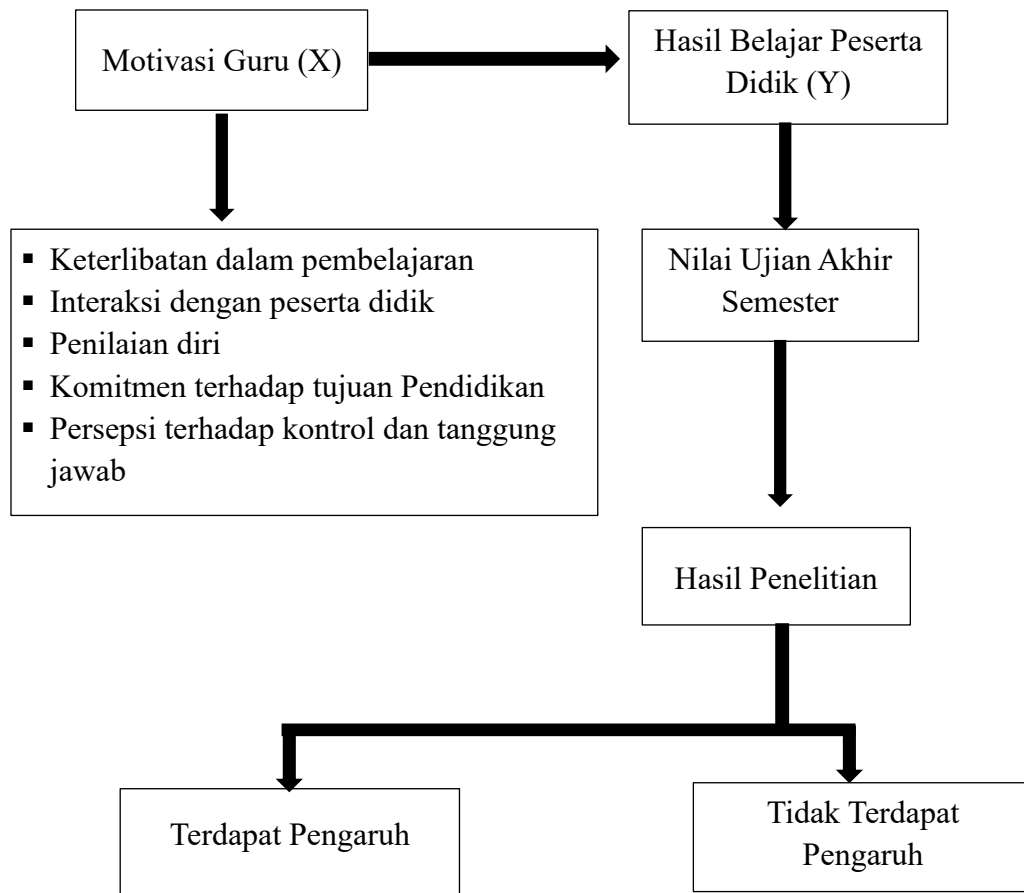 Motivasi Guru (X)
Hasil Belajar Peserta
Didik (Y)
▪ Keterlibatan dalam pembelajaran
▪ Interaksi dengan peserta didik
▪ Penilaian diri
▪ Komitmen terhadap tujuan Pendidikan
▪ Persepsi terhadap kontrol dan tanggung
jawab
Nilai Ujian Akhir
Semester
Hasil Penelitian
Terdapat Pengaruh
Tidak Terdapat
Pengaruh